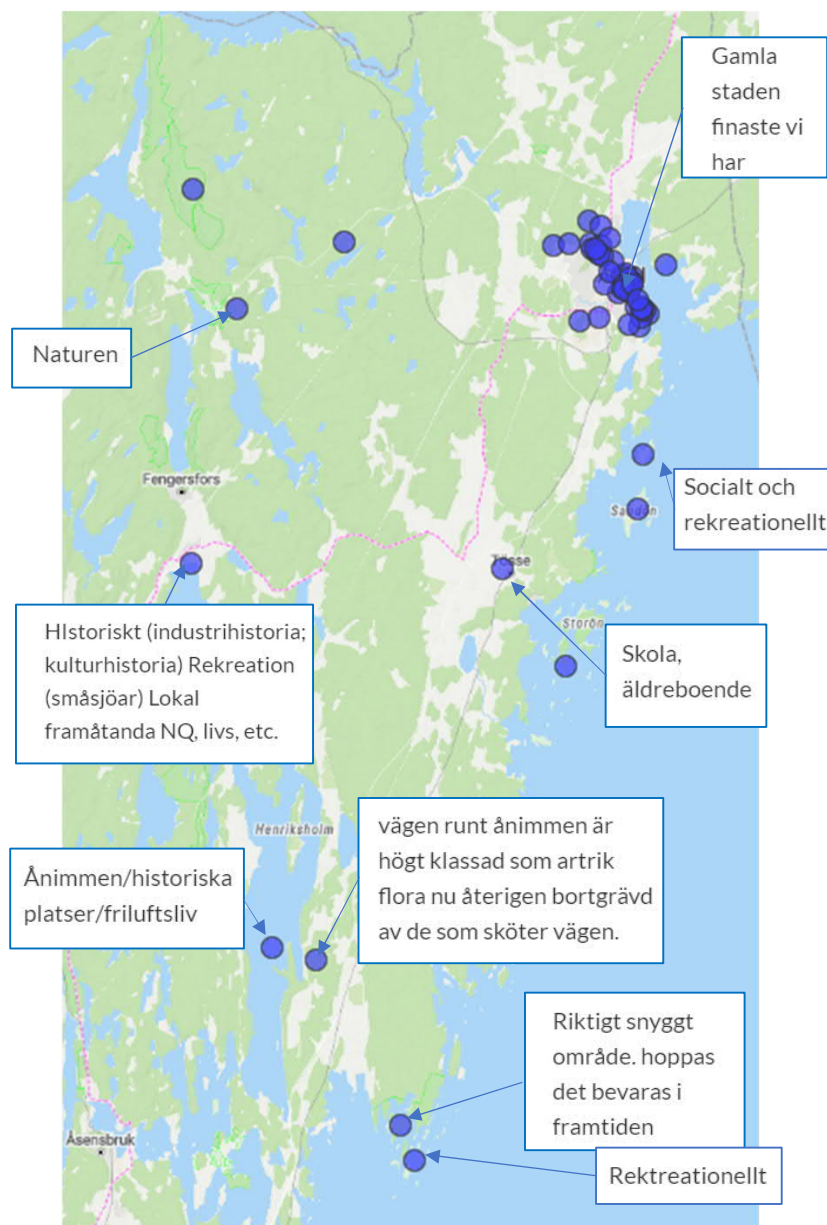 Gamla
staden
finaste vi
har
Naturen
Fengersfors
Socialt och
rekreationellt
Sandön
Tösse
HIstoriskt (industrihistoria;
kulturhistoria) Rekreation
(småsjöar) Lokal
framåtanda NQ, livs, etc.
Storön
Skola,
äldreboende
Henriksholm
vägen runt ånimmen är
högt klassad som artrik
flora nu återigen bortgrävd
av de som sköter vägen.
Ånimmen/historiska
platser/friluftsliv
Riktigt snyggt
område. hoppas
det bevaras i
framtiden
Åsensbruk
Rektreationellt